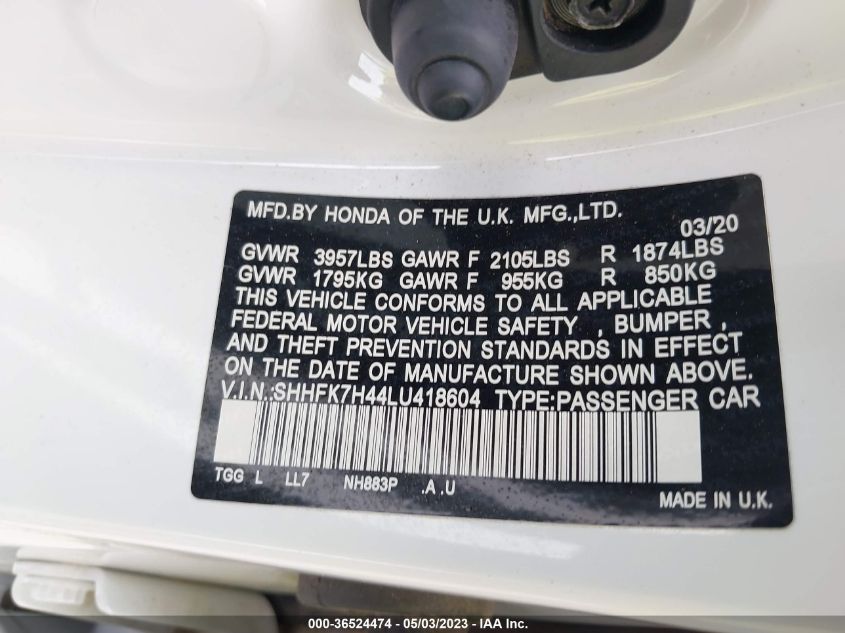 MFD.BY HONDA OF THE U.K. MFG.,LTD.
03/20
GVWR 3957LBS GAWR F 2105LBS R 1874LBS
GVWR 1795KG GAWR F 955KG R 850KG
THIS VEHICLE CONFORMS TO ALL APPLICABLE
FEDERAL MOTOR VEHICLE SAFETY , BUMPER ,
AND THEFT PREVENTION STANDARDS IN EFFECT
ON THE DATE OF MANUFACTURE SHOWN ABOVE.
V.I.N.:SHHFK7H44LU418604 TYPE:PASSENGER CAR
TGG L LL7 NH883P .A .U
MADE IN U.K.
000-36524474 - 05/03/2023 - IAA Inc.